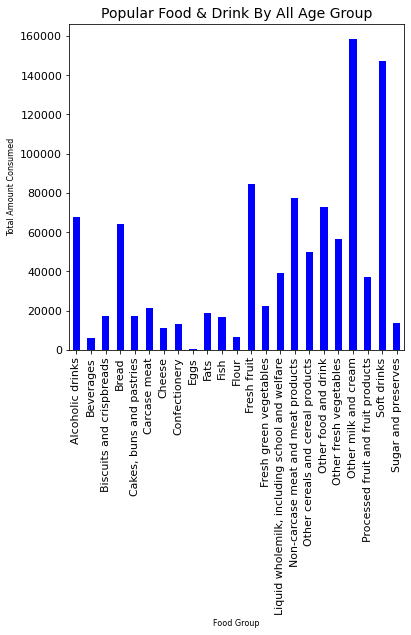 Popular Food & Drink By All Age Group
160000
140000
120000
100000
80000
60000
40000
20000
0
Total Amount Consumed
Alcoholic drinks
Beverages
Biscuits and crispbreads
Bread
Cakes, buns and pastries
Carcase meat
Cheese
Confectionery
Eggs
Fats
Fish
Flour
Fresh fruit
Fresh green vegetables
Liquid wholemilk, including school and welfare
Non-carcase meat and meat products
Other cereals and cereal products
Other food and drink
Other fresh vegetables
Other milk and cream
Processed fruit and fruit products
Soft drinks
Sugar and preserves
Food Group